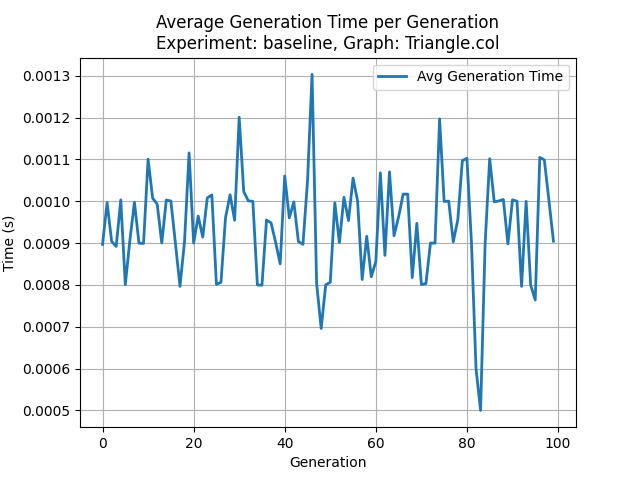 Average Generation Time per Generation
Experiment: baseline, Graph: Triangle.col
Avg Generation Time
Time (s)
0.0013
0.0012
0.0011
0.0010
0.0009
0.0008
0.0007
0.0006
0.0005
0 20 40 60 80 100
Generation